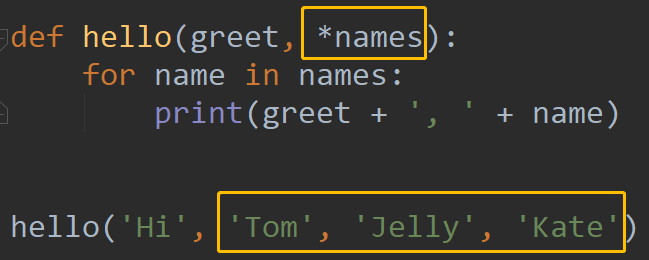 def hello(greet, *names):
    for name in names:
        print(greet + ', ' + name)
hello('Hi', 'Tom', 'Jelly', 'Kate')